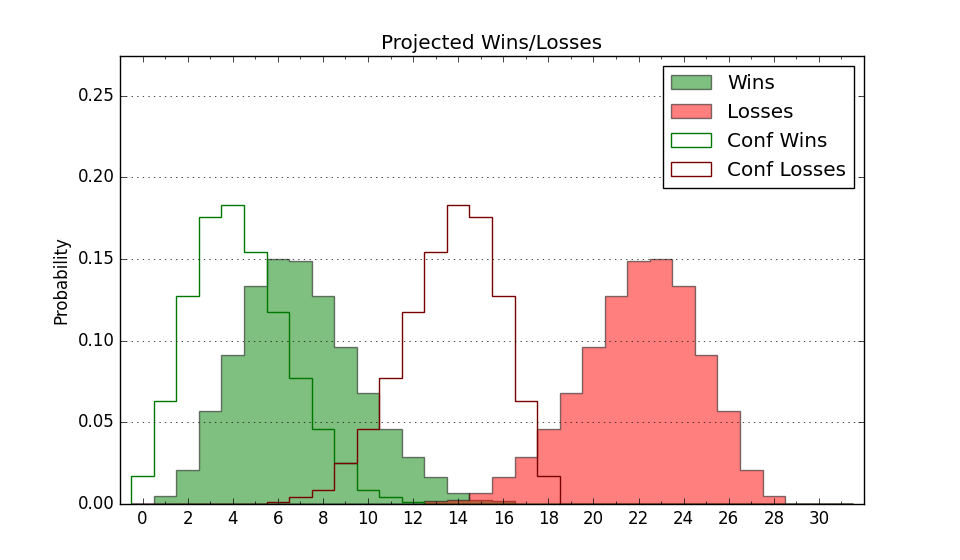 Projected Wins/Losses
Wins
Losses
Conf Wins
Conf Losses
Probability
0.25
0.20
0.15
0.10
0.05
0.00
0 2 4 6 8 10 12 14 16 18 20 22 24 26 28 30